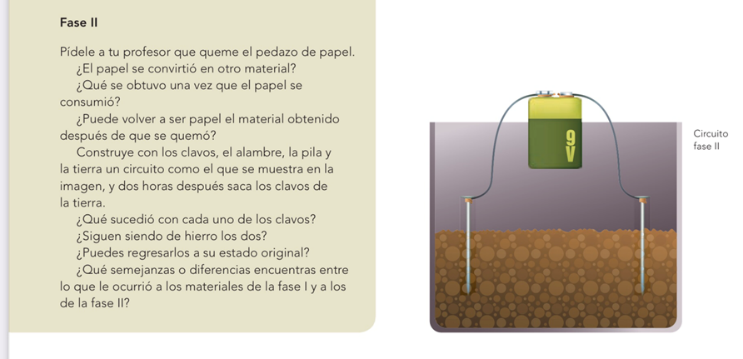 Fase II
Pídele a tu profesor que queme el pedazo de papel.
¿El papel se convirtió en otro material?
¿Qué se obtuvo una vez que el papel se
consumió?
¿Puede volver a ser papel el material obtenido
después de que se quemó?
Construye con los clavos, el alambre, la pila y
la tierra un circuito como el que se muestra en la
imagen, y dos horas después saca los clavos de
la tierra.
¿Qué sucedió con cada uno de los clavos?
¿Siguen siendo de hierro los dos?
¿Puedes regresarlos a su estado original?
¿Qué semejanzas o diferencias encuentras entre
lo que le ocurrió a los materiales de la fase I y a los
de la fase II?
9V
Circuito
fase II